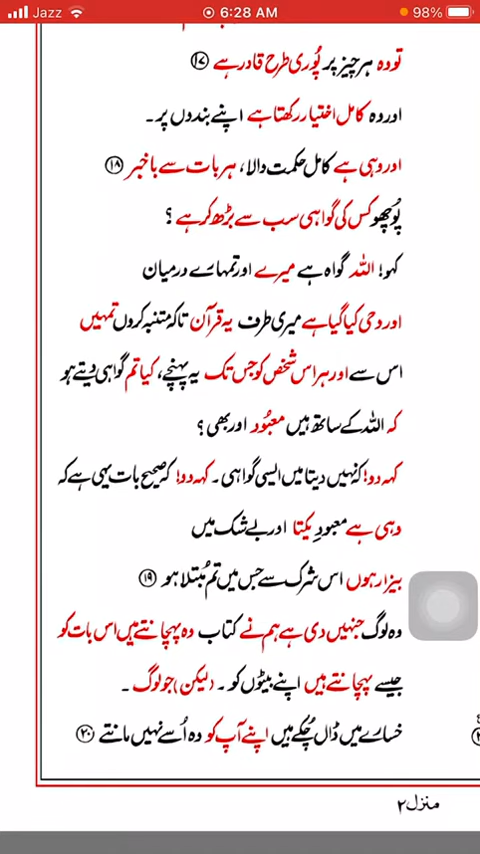 Jazz 6:28 AM 98%
تو وہ ہر چیز پر پُوری طرح قادر ہے ⑰
اور وہ کامل اختیار رکھتا ہے اپنے بندوں پر۔
اور وہی ہے کامل حکمت والا، ہر بات سے باخبر ⑱
پُوچھو کس کی گواہی سب سے بڑھ کر ہے ؟
کہو! اللہ گواہ ہے میرے اور تمہارے درمیان
اور وحی کیا گیا ہے میری طرف یہ قرآن تاکہ متنبہ کروں تمہیں
اس سے اور ہر اس شخص کو جس تک یہ پہنچے، کیا تم گواہی دیتے ہو
کہ اللہ کے ساتھ ہیں معبُود اور بھی ؟
کہہ دو! کہ نہیں دیتا میں ایسی گواہی۔ کہہ دو! کہ صحیح بات یہی ہے کہ
وہی ہے معبودِ یکتا اور بے شک میں
بیزار ہوں اس شرک سے جس میں تم مُبتلا ہو ⑲
وہ لوگ جنہیں دی ہے ہم نے کتاب وہ پہچانتے ہیں اس بات کو
جیسے پہچانتے ہیں اپنے بیٹوں کو۔ (لیکن) جو لوگ۔
خسارے میں ڈال چُکے ہیں اپنے آپ کو وہ اُسے نہیں مانتے ⑳
منزل ۲